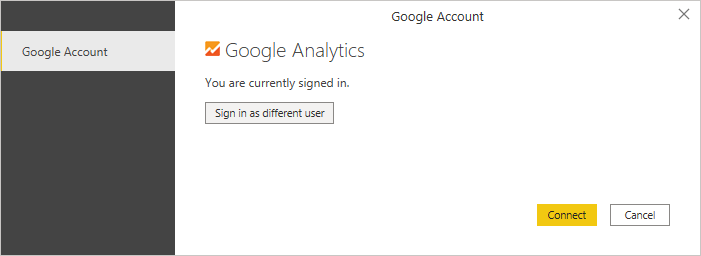 Google Account
Google Account
Google Analytics
You are currently signed in.
Sign in as different user
Connect
Cancel